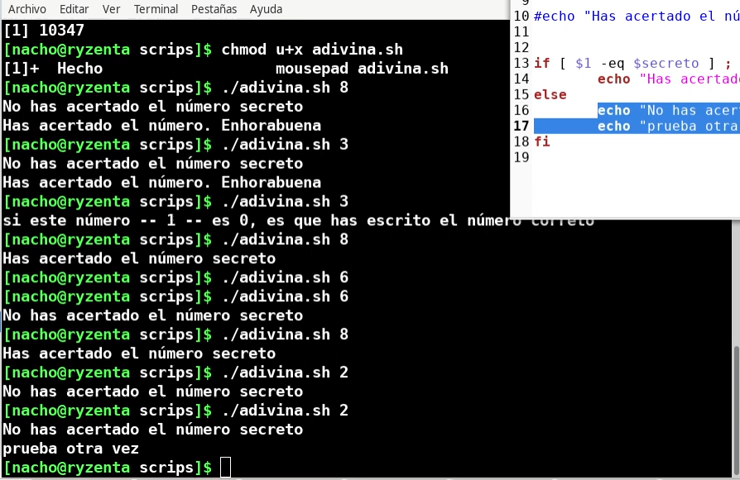 Archivo Editar Ver Terminal Pestañas Ayuda
[1] 10347
[nacho@ryzenta scrips]$ chmod u+x adivina.sh
[1]+ Hecho mousepad adivina.sh
[nacho@ryzenta scrips]$ ./adivina.sh 8
No has acertado el número secreto
Has acertado el número. Enhorabuena
[nacho@ryzenta scrips]$ ./adivina.sh 3
No has acertado el número secreto
Has acertado el número. Enhorabuena
[nacho@ryzenta scrips]$ ./adivina.sh 3
si este número -- 1 -- es 0, es que has escrito el número correto
[nacho@ryzenta scrips]$ ./adivina.sh 8
Has acertado el número secreto
[nacho@ryzenta scrips]$ ./adivina.sh 6
[nacho@ryzenta scrips]$ ./adivina.sh 6
No has acertado el número secreto
[nacho@ryzenta scrips]$ ./adivina.sh 8
Has acertado el número secreto
[nacho@ryzenta scrips]$ ./adivina.sh 2
No has acertado el número secreto
[nacho@ryzenta scrips]$ ./adivina.sh 2
No has acertado el número secreto
prueba otra vez
[nacho@ryzenta scrips]$
10 #echo "Has acertado el nú
11
12
13 if [ $1 -eq $secreto ] ;
14 echo "Has acertad
15 else
16 echo "No has acer
17 echo "prueba otra
18 fi
19